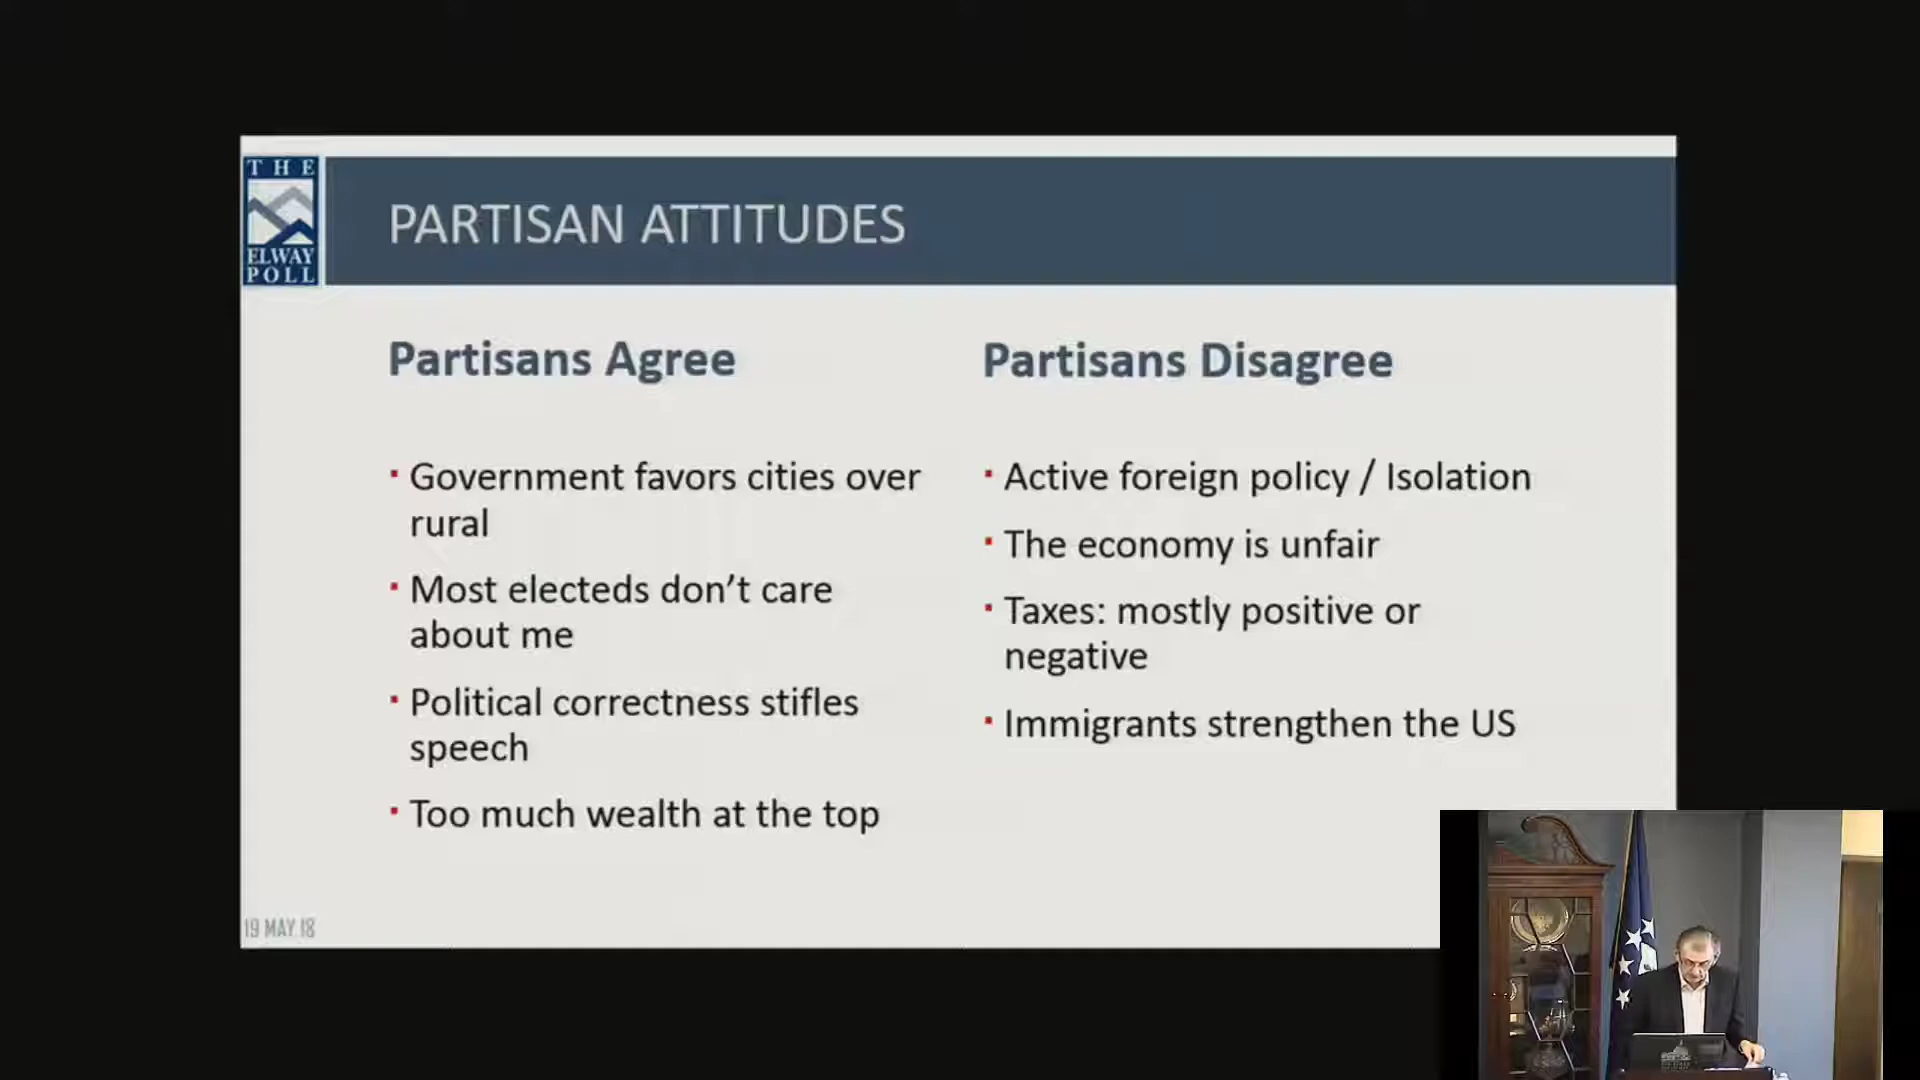 THE
ELWAY
POLL
PARTISAN ATTITUDES
Partisans Agree
▪ Government favors cities over
rural
▪ Most electeds don’t care
about me
▪ Political correctness stifles
speech
▪ Too much wealth at the top
Partisans Disagree
▪ Active foreign policy / Isolation
▪ The economy is unfair
▪ Taxes: mostly positive or
negative
▪ Immigrants strengthen the US
19 MAY 18